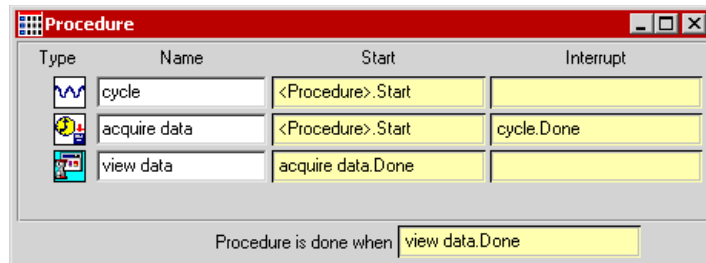 Procedure
Type Name Start Interrupt
cycle <Procedure>.Start
acquire data <Procedure>.Start cycle.Done
view data acquire data.Done
Procedure is done when view data.Done